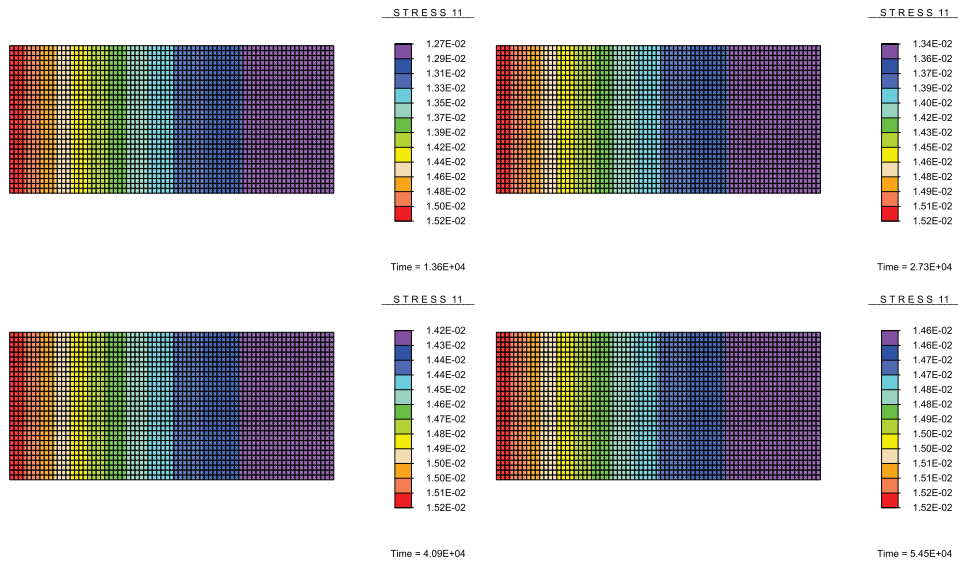 S T R E S S 11
1.27E-02
1.29E-02
1.31E-02
1.33E-02
1.35E-02
1.37E-02
1.39E-02
1.42E-02
1.44E-02
1.46E-02
1.48E-02
1.50E-02
1.52E-02
Time = 1.36E+04
S T R E S S 11
1.34E-02
1.36E-02
1.37E-02
1.39E-02
1.40E-02
1.42E-02
1.43E-02
1.45E-02
1.46E-02
1.48E-02
1.49E-02
1.51E-02
1.52E-02
Time = 2.73E+04
S T R E S S 11
1.42E-02
1.43E-02
1.44E-02
1.44E-02
1.45E-02
1.46E-02
1.47E-02
1.48E-02
1.49E-02
1.50E-02
1.50E-02
1.51E-02
1.52E-02
Time = 4.09E+04
S T R E S S 11
1.46E-02
1.46E-02
1.47E-02
1.47E-02
1.48E-02
1.48E-02
1.49E-02
1.50E-02
1.50E-02
1.51E-02
1.51E-02
1.52E-02
1.52E-02
Time = 5.45E+04